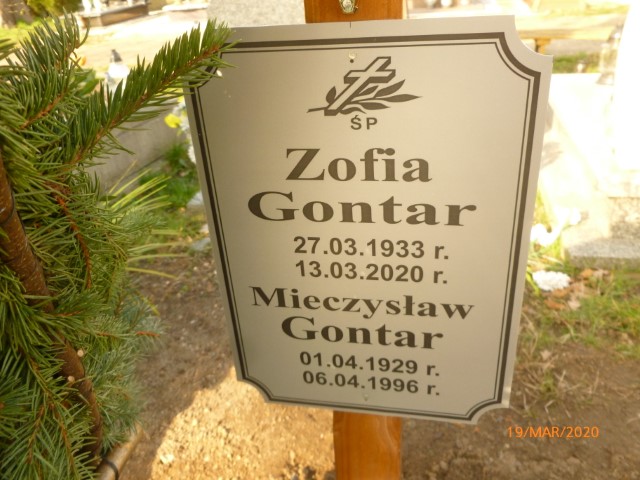 ŚP
Zofia
Gontar
27.03.1933 r.
13.03.2020 r.
Mieczysław
Gontar
01.04.1929 r.
06.04.1996 r.
19/MAR/2020